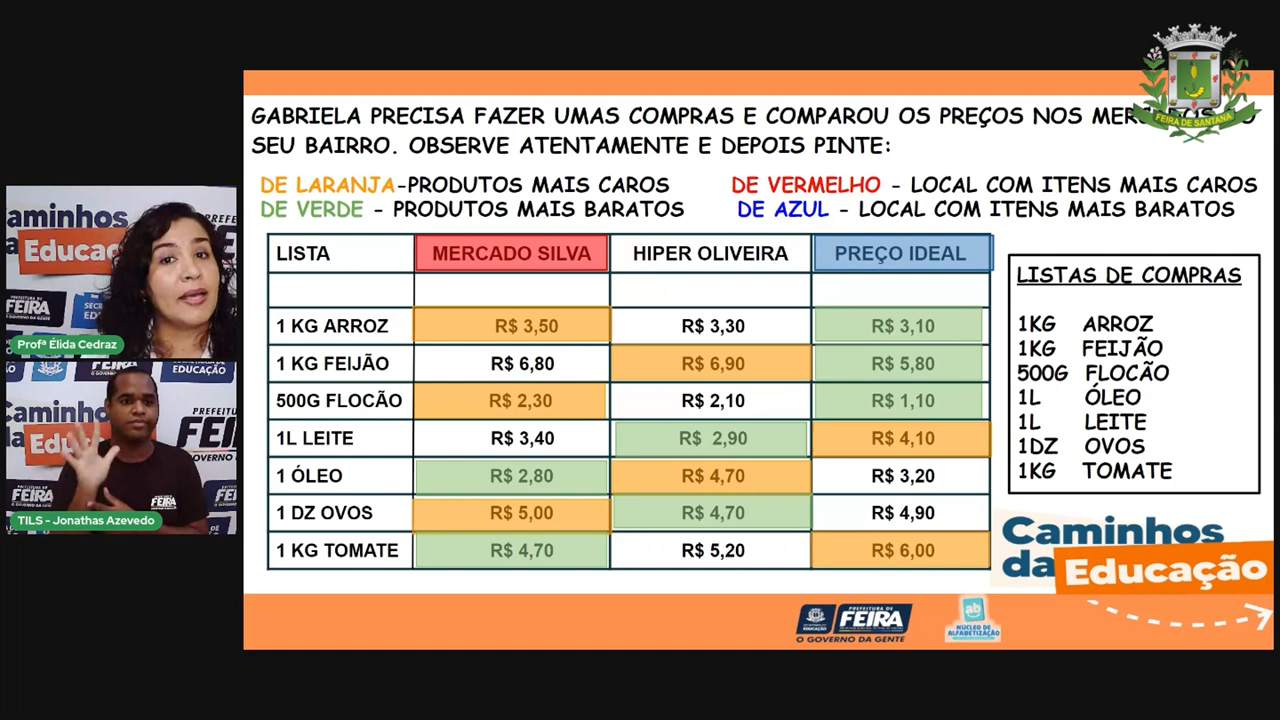 GABRIELA PRECISA FAZER UMAS COMPRAS E COMPAROU OS PREÇOS NOS
SEU BAIRRO. OBSERVE ATENTAMENTE E DEPOIS PINTE:
FEIRA DE SANTANA
DE LARANJA-PRODUTOS MAIS CAROS
DE VERMELHO - LOCAL COM ITENS MAIS CAROS
DE VERDE - PRODUTOS MAIS BARATOS
DE AZUL - LOCAL COM ITENS MAIS BARATOS
LISTA MERCADO SILVA HIPER OLIVEIRA PREÇO IDEAL
1 KG ARROZ R$ 3,50 R$ 3,30 R$ 3,10
1 KG FEIJÃO R$ 6,80 R$ 6,90 R$ 5,80
500G FLOCÃO R$ 2,30 R$ 2,10 R$ 1,10
1L LEITE R$ 3,40 R$ 2,90 R$ 4,10
1 ÓLEO R$ 2,80 R$ 4,70 R$ 3,20
1 DZ OVOS R$ 5,00 R$ 4,70 R$ 4,90
1 KG TOMATE R$ 4,70 R$ 5,20 R$ 6,00
LISTAS DE COMPRAS
1KG ARROZ
1KG FEIJÃO
500G FLOCÃO
1L ÓLEO
1L LEITE
1DZ OVOS
1KG TOMATE
Caminhos
da Educação
PREFEITURA DE
FEIRA
O GOVERNO DA GENTE
ab
NÚCLEO DE
ALFABETIZAÇÃO
Profª Élida Cedraz
FEIRA
TILS - Jonathas Azevedo